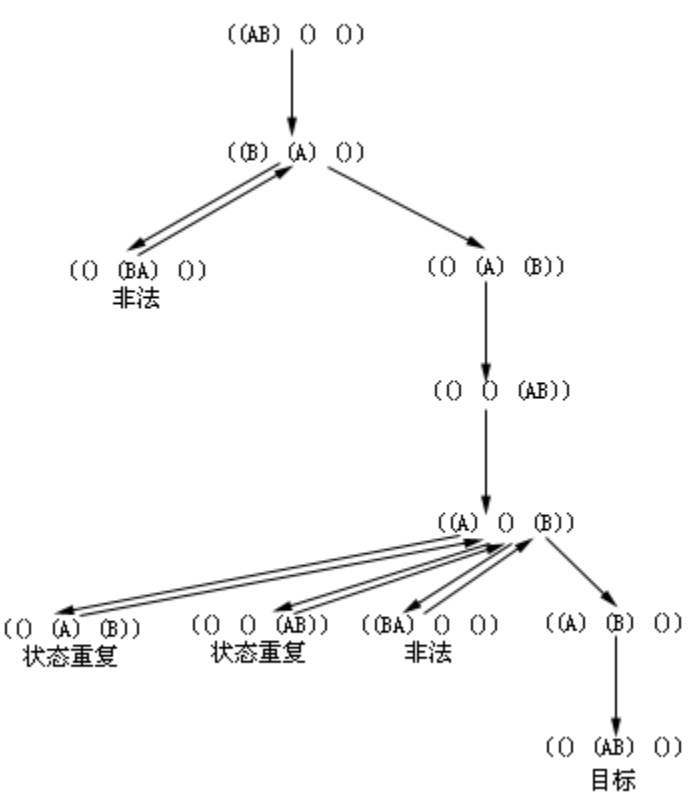 ((AB) () ())
((B) (A) ())
(() (BA) ())
非法
(() (A) (B))
(() () (AB))
((A) () (B))
(() (A) (B))
状态重复
(() () (AB))
状态重复
((BA) () ())
非法
((A) (B) ())
(() (AB) ())
目标